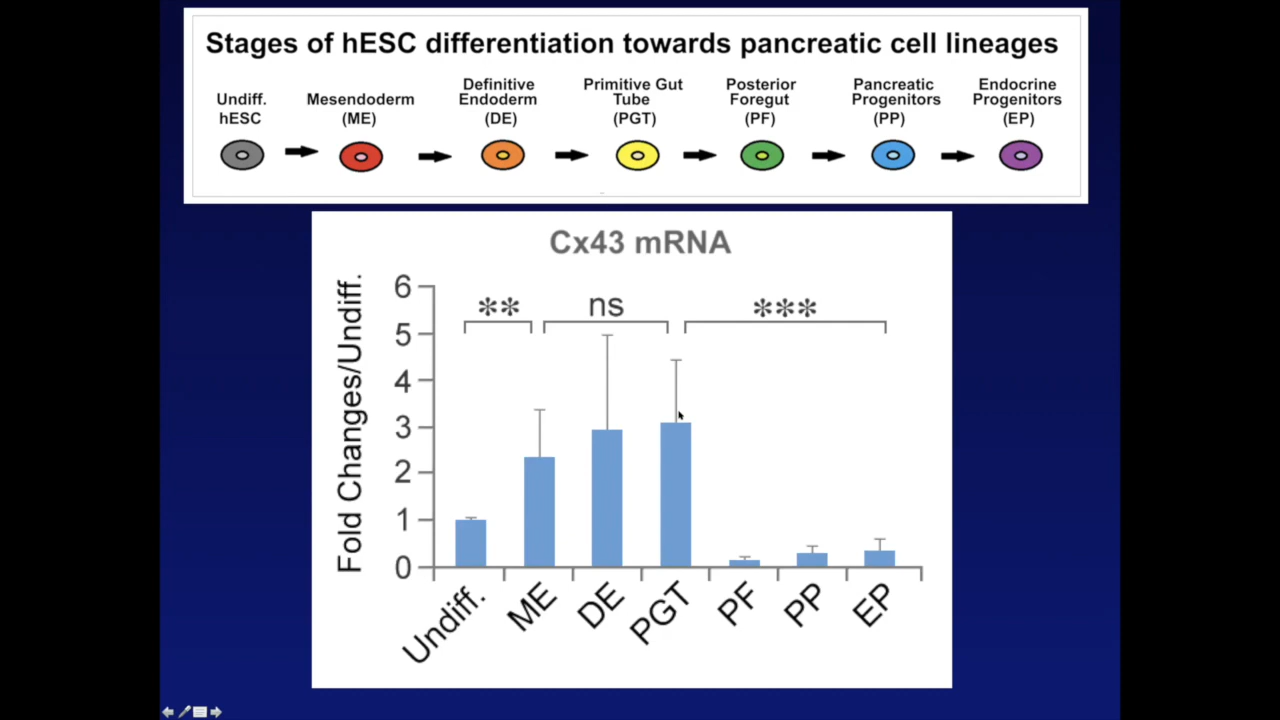 Stages of hESC differentiation towards pancreatic cell lineages
Undiff.
hESC
Mesendoderm
(ME)
Definitive
Endoderm
(DE)
Primitive Gut
Tube
(PGT)
Posterior
Foregut
(PF)
Pancreatic
Progenitors
(PP)
Endocrine
Progenitors
(EP)
Cx43 mRNA
Fold Changes/Undiff.
6
5
4
3
2
1
0
**
ns
***
Undiff.
ME
DE
PGT
PF
PP
EP